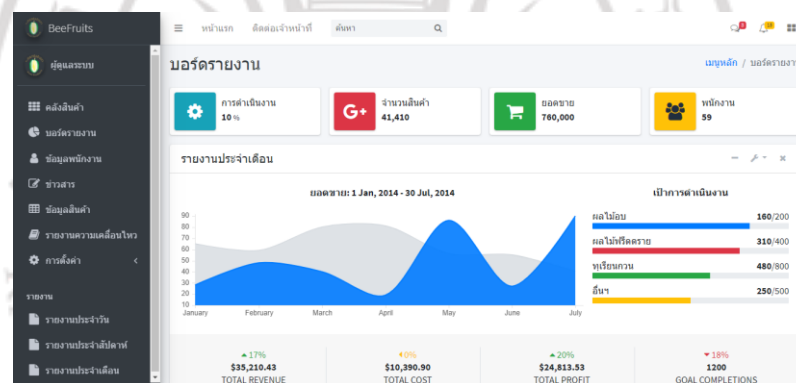 BeeFruits
หน้าแรก ติดต่อเจ้าหน้าที่ ค้นหา
ผู้ดูแลระบบ
คลังสินค้า
บอร์ดรายงาน
ข้อมูลพนักงาน
ข่าวสาร
ข้อมูลสินค้า
รายงานความเคลื่อนไหว
การตั้งค่า
รายงาน
รายงานประจำวัน
รายงานประจำสัปดาห์
รายงานประจำเดือน
บอร์ดรายงาน
เมนูหลัก / บอร์ดรายงาน
การดำเนินงาน
10 %
G+
จำนวนสินค้า
41,410
ยอดขาย
760,000
พนักงาน
59
รายงานประจำเดือน
ยอดขาย: 1 Jan, 2014 - 30 Jul, 2014
90
80
70
60
50
40
30
20
10
January February March April May June July
เป้าการดำเนินงาน
ผลไม้อบ 160/200
ผลไม้ฟรีดราย 310/400
ทุเรียนกวน 480/800
อื่นๆ 250/500
17%
$35,210.43
TOTAL REVENUE
0%
$10,390.90
TOTAL COST
20%
$24,813.53
TOTAL PROFIT
18%
1200
GOAL COMPLETIONS